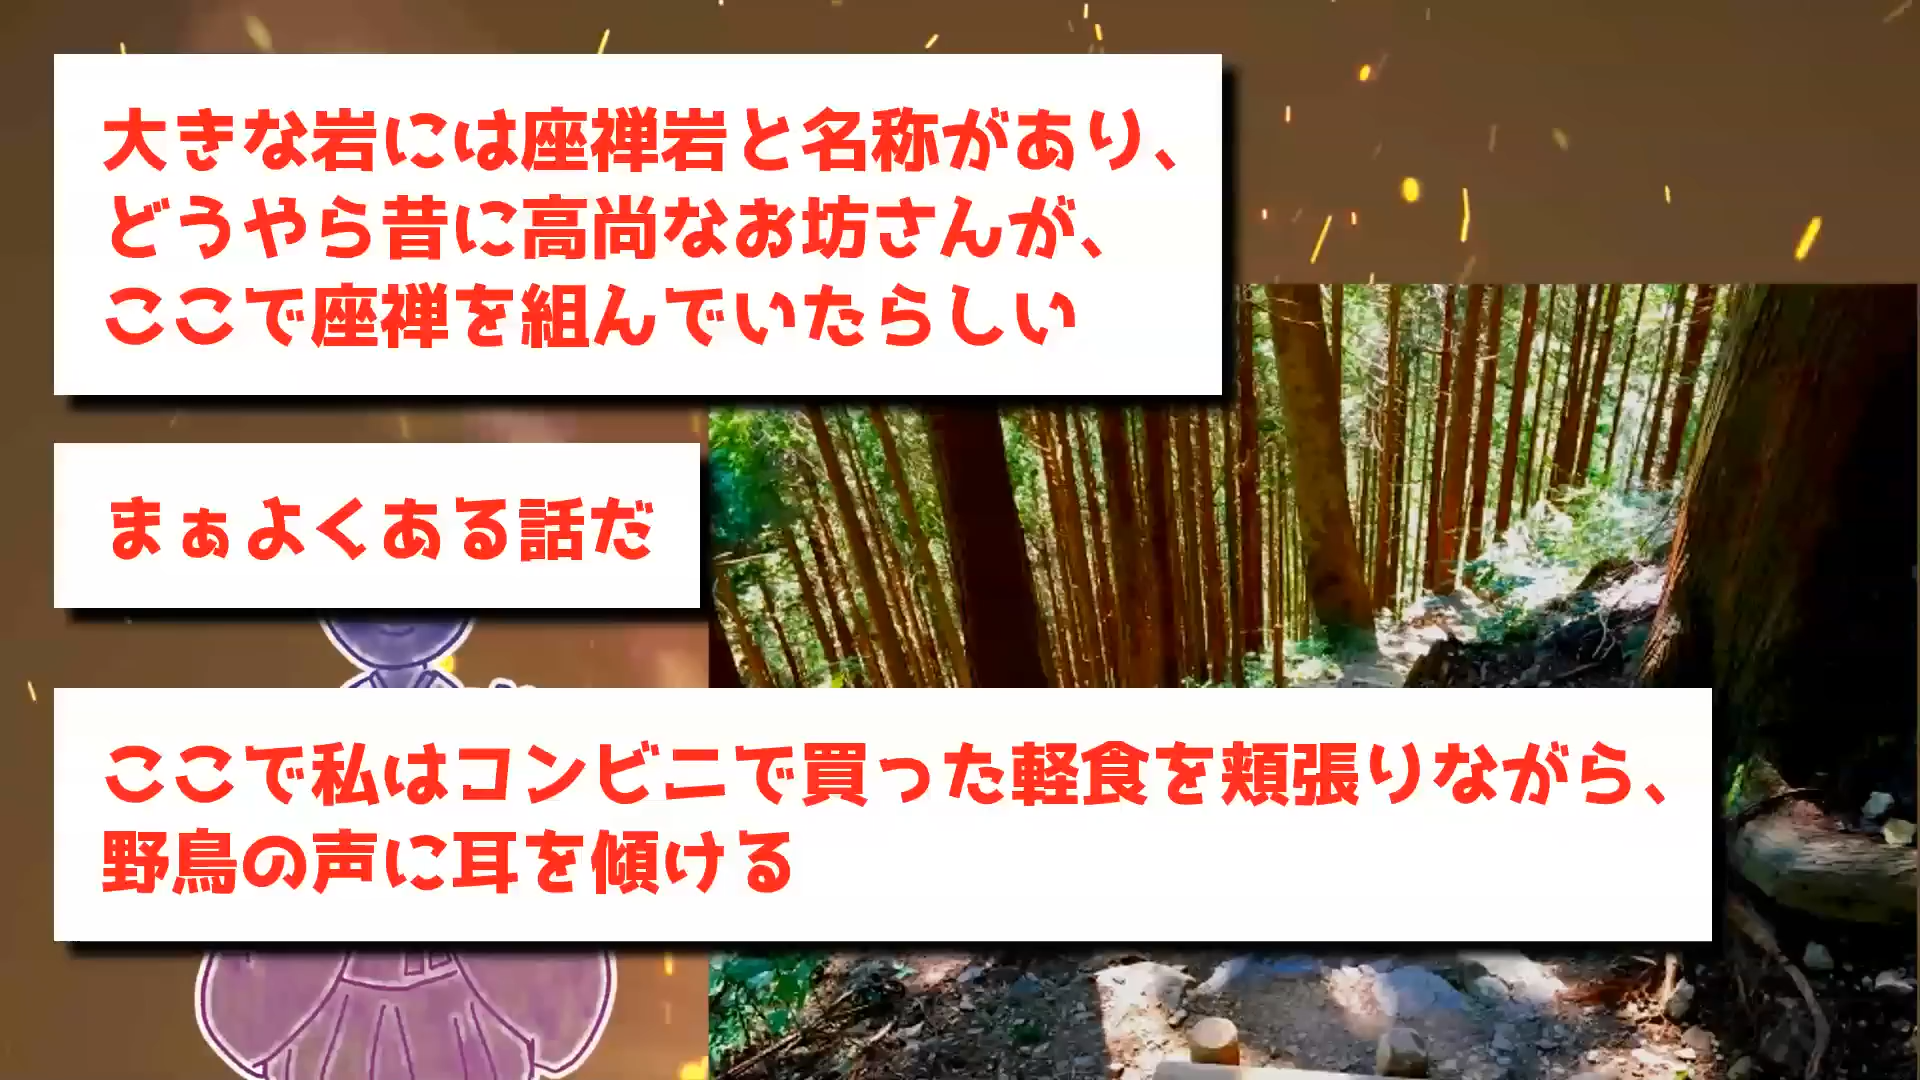 大きな岩には座禅岩と名称があり、
どうやら昔に高尚なお坊さんが、
ここで座禅を組んでいたらしい
まぁよくある話だ
ここで私はコンビニで買った軽食を頬張りながら、
野鳥の声に耳を傾ける